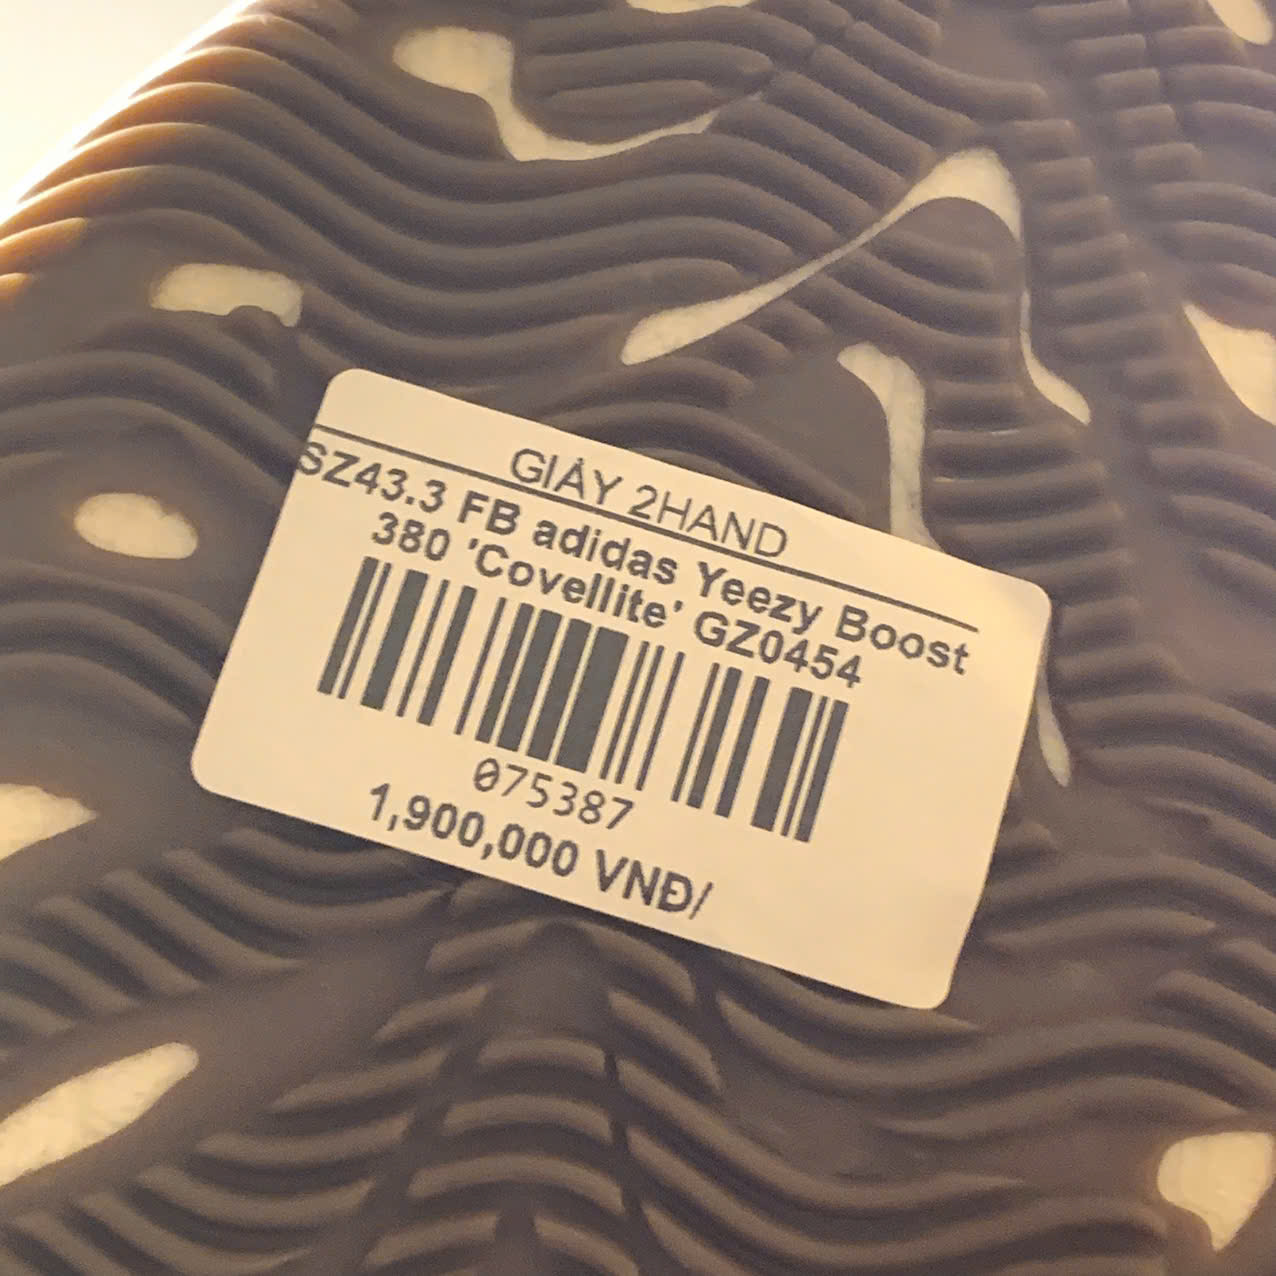 GIÀY 2HAND
SZ43.3 FB adidas Yeezy Boost
380 'Covellite' GZ0454
075387
1,900,000 VNĐ/